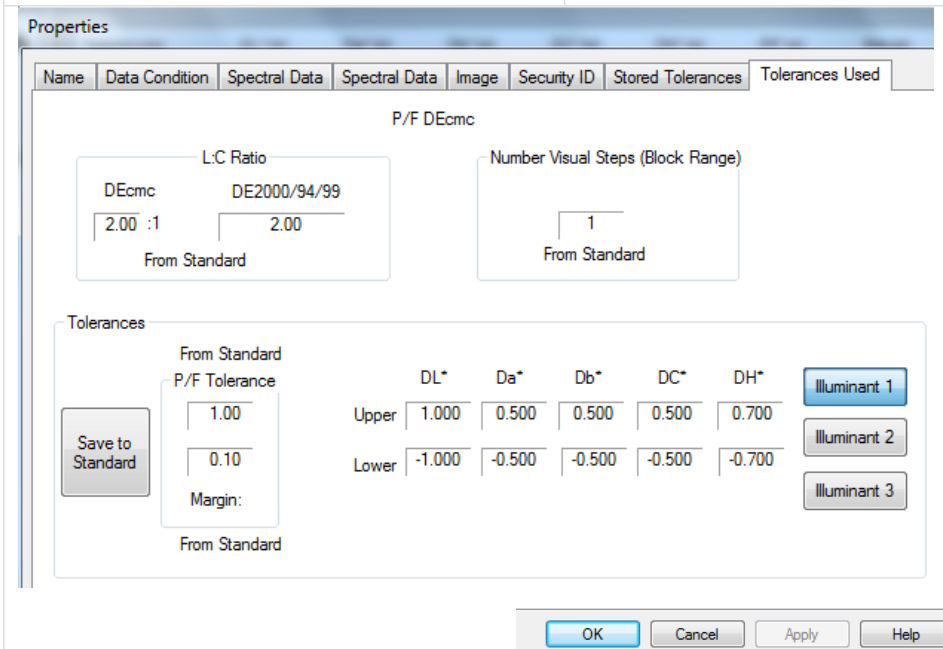 Properties
Name Data Condition Spectral Data Spectral Data Image Security ID Stored Tolerances Tolerances Used
P/F DEcmc
L:C Ratio
DEcmc DE2000/94/99
2.00 :1 2.00
From Standard
Number Visual Steps (Block Range)
1
From Standard
Tolerances
From Standard
P/F Tolerance
1.00
0.10
Margin:
From Standard
Save to
Standard
DL* Da* Db* DC* DH*
Upper 1.000 0.500 0.500 0.500 0.700
Lower -1.000 -0.500 -0.500 -0.500 -0.700
Illuminant 1
Illuminant 2
Illuminant 3
OK Cancel Apply Help